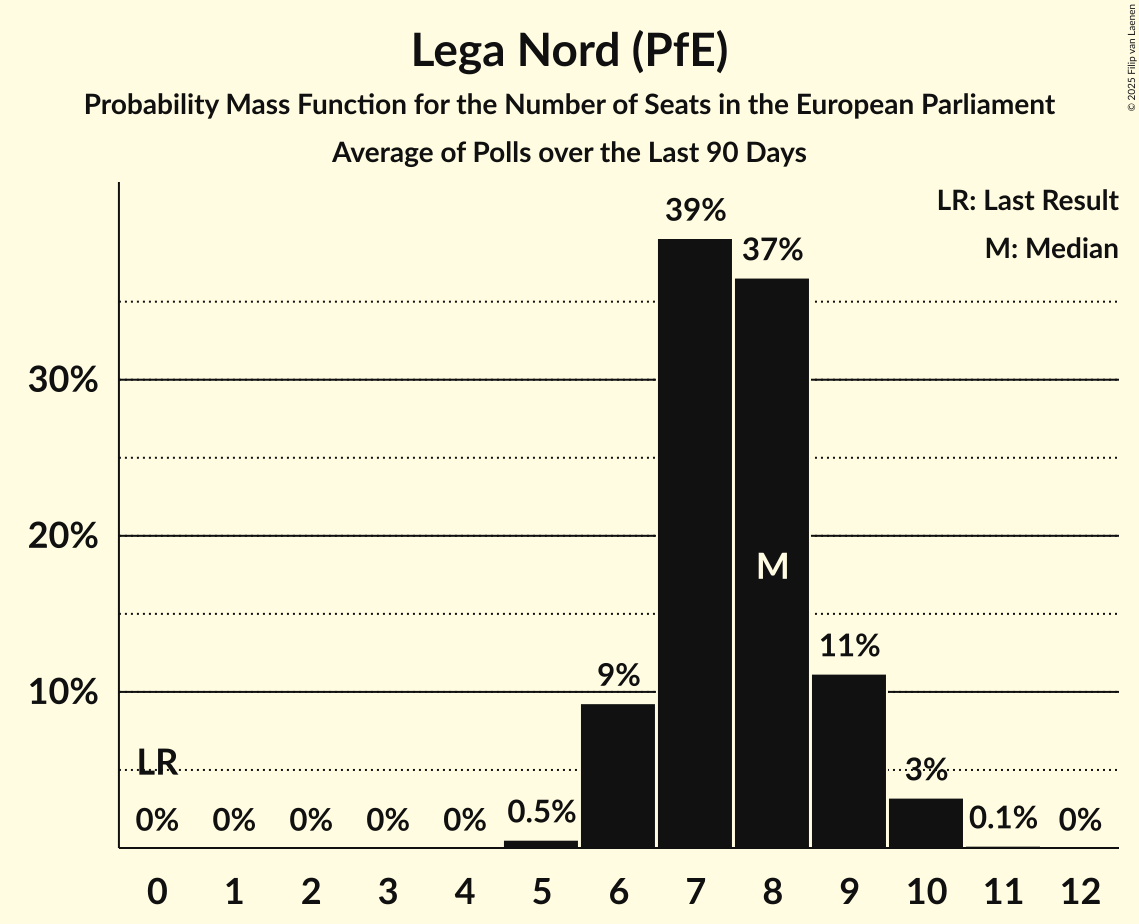 Lega Nord (PfE)
Probability Mass Function for the Number of Seats in the European Parliament
Average of Polls over the Last 90 Days
© 2025 Filip van Laenen
LR: Last Result
M: Median
39%
37%
30%
20%
M
11%
9%
10%
LR
3%
0% 0% 0% 0% 0% 0.5% 0.1% 0%
0 1 2 3 4 5 6 7 8 9 10 11 12